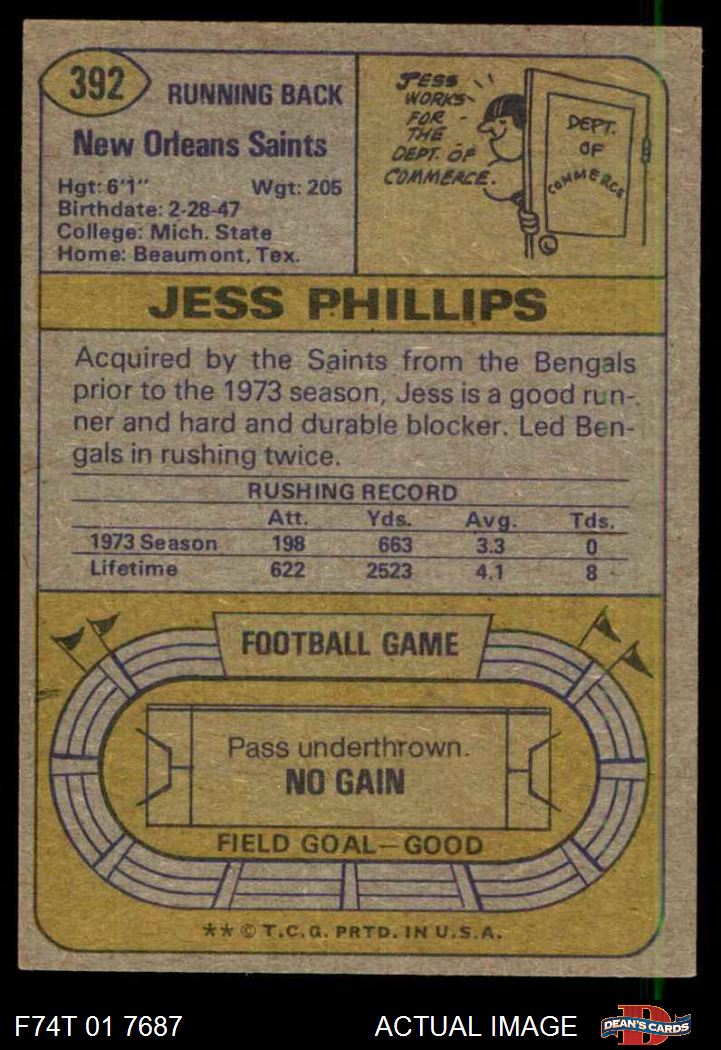 392
RUNNING BACK
New Orleans Saints
Hgt: 6'1" Wgt: 205
Birthdate: 2-28-47
College: Mich. State
Home: Beaumont, Tex.
JESS
WORKS
FOR
THE
DEPT. OF
COMMERCE.
DEPT.
OF
COMMERCE
JESS PHILLIPS
Acquired by the Saints from the Bengals
prior to the 1973 season, Jess is a good run-
ner and hard and durable blocker. Led Ben-
gals in rushing twice.
RUSHING RECORD
Att. Yds. Avg. Tds.
1973 Season 198 663 3.3 0
Lifetime 622 2523 4.1 8
FOOTBALL GAME
Pass underthrown.
NO GAIN
FIELD GOAL—GOOD
** © T.C.G. PRTD. IN U.S.A.
F74T 01 7687 ACTUAL IMAGE
D
DEAN'S CARDS